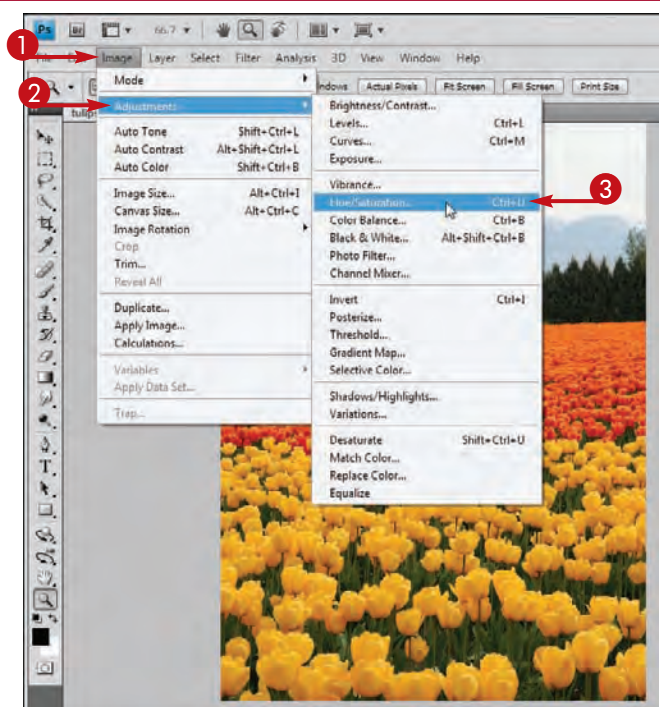 Ps Br 66.7
1
Image Layer Select Filter Analysis 3D View Window Help
Actual Pixels Fit Screen Fill Screen Print Size
2
Mode
Adjustments
Auto Tone Shift+Ctrl+L
Auto Contrast Alt+Shift+Ctrl+L
Auto Color Shift+Ctrl+B
Image Size... Alt+Ctrl+I
Canvas Size... Alt+Ctrl+C
Image Rotation
Crop
Trim...
Reveal All
Duplicate...
Apply Image...
Calculations...
Variables
Apply Data Set...
Trap...
Brightness/Contrast...
Levels... Ctrl+L
Curves... Ctrl+M
Exposure...
Vibrance...
Hue/Saturation... Ctrl+U
3
Color Balance... Ctrl+B
Black & White... Alt+Shift+Ctrl+B
Photo Filter...
Channel Mixer...
Invert Ctrl+I
Posterize...
Threshold...
Gradient Map...
Selective Color...
Shadows/Highlights...
Variations...
Desaturate Shift+Ctrl+U
Match Color...
Replace Color...
Equalize
T